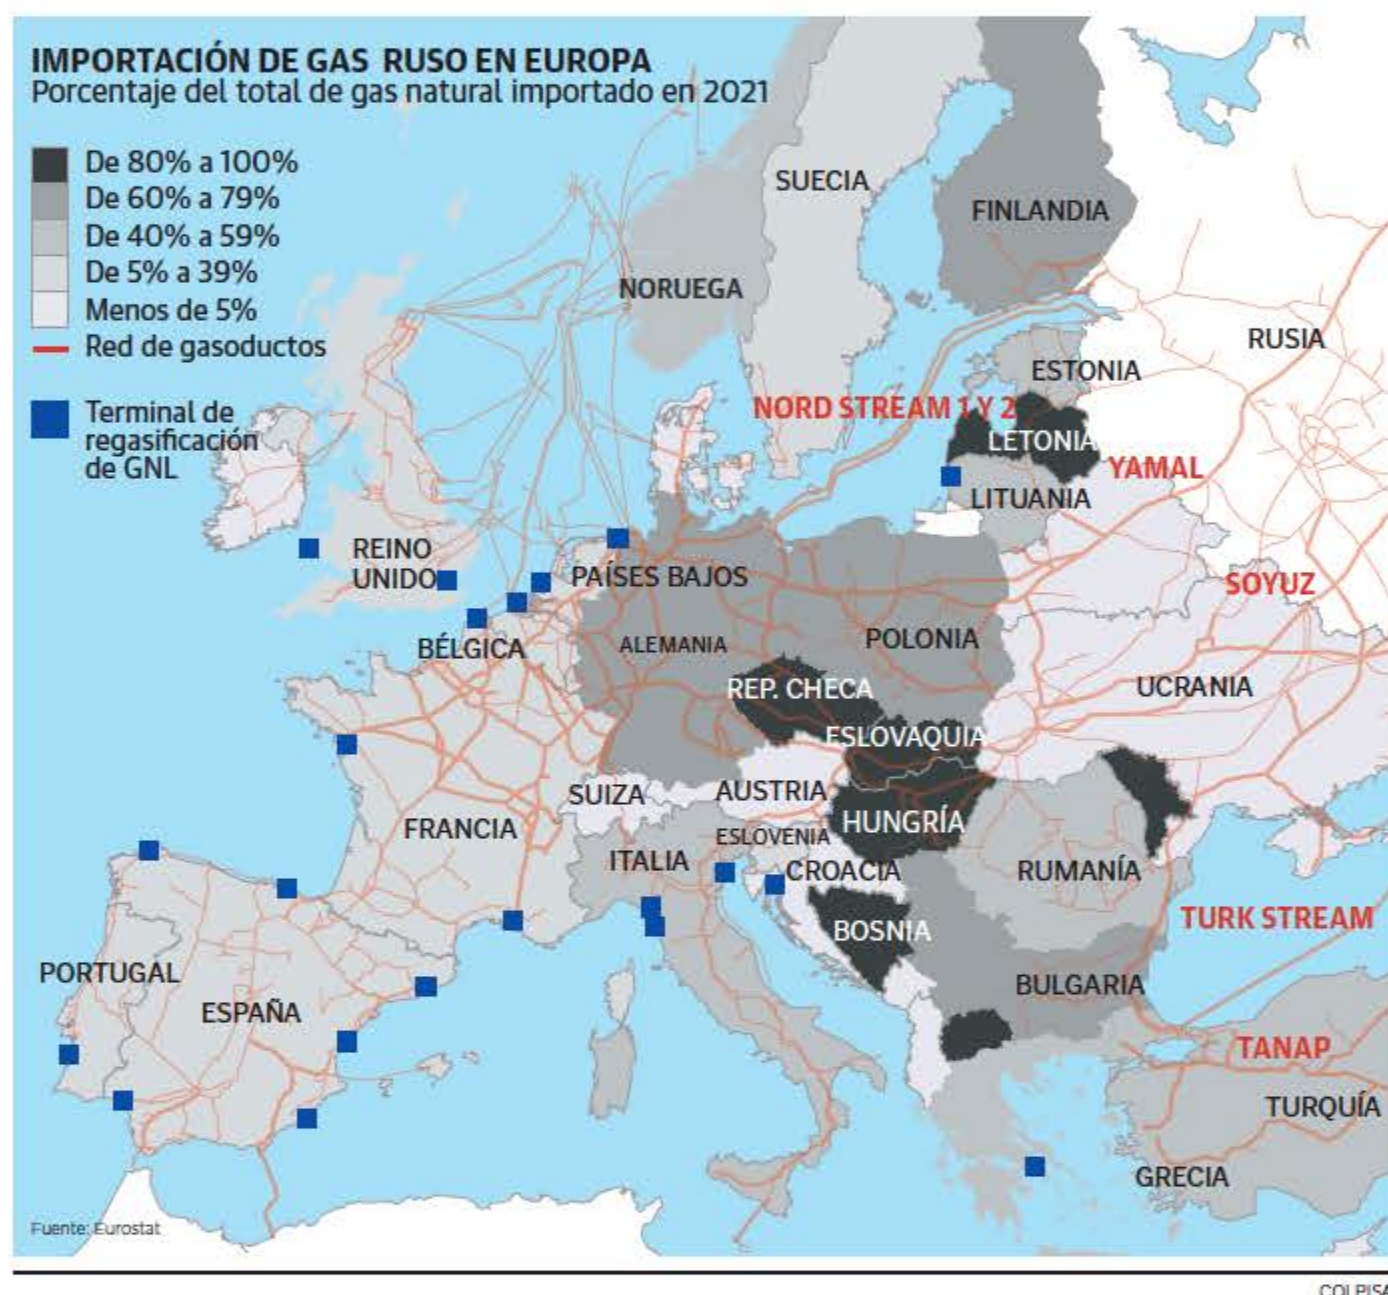 IMPORTACIÓN DE GAS RUSO EN EUROPA
Porcentaje del total de gas natural importado en 2021
De 80% a 100%
De 60% a 79%
De 40% a 59%
De 5% a 39%
Menos de 5%
Red de gasoductos
Terminal de
regasificación
de GNL
SUECIA
FINLANDIA
NORUEGA
RUSIA
ESTONIA
NORD STREAM 1 Y 2
LETONIA
YAMAL
LITUANIA
REINO
UNIDO
PAÍSES BAJOS
SOYUZ
BÉLGICA
ALEMANIA
POLONIA
REP. CHECA
UCRANIA
ESLOVAQUIA
SUIZA
AUSTRIA
FRANCIA
ESLOVENIA
HUNGRÍA
ITALIA
CROACIA
RUMANÍA
BOSNIA
TURK STREAM
PORTUGAL
ESPAÑA
BULGARIA
TANAP
TURQUÍA
GRECIA
Fuente: Eurostat
COLPISA